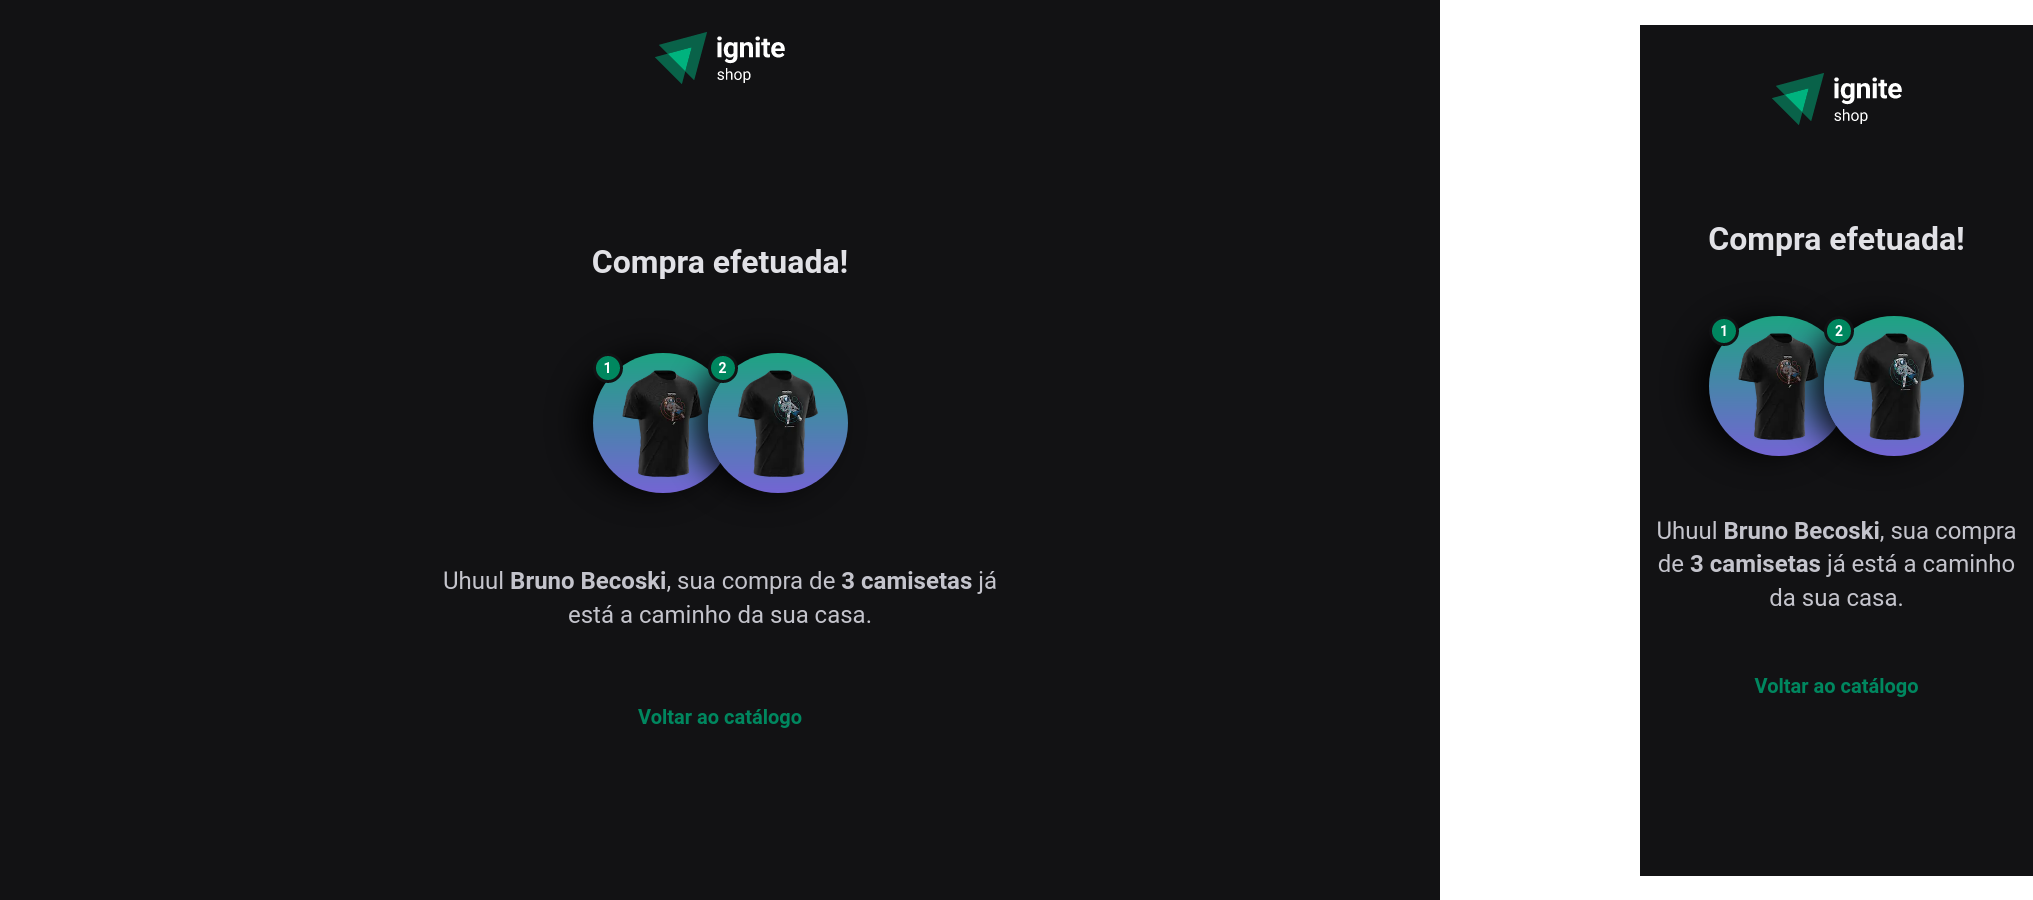 ignite
shop
Compra efetuada!
1
2
Uhuul Bruno Becoski, sua compra de 3 camisetas já
está a caminho da sua casa.
Voltar ao catálogo
ignite
shop
Compra efetuada!
1
2
Uhuul Bruno Becoski, sua compra
de 3 camisetas já está a caminho
da sua casa.
Voltar ao catálogo